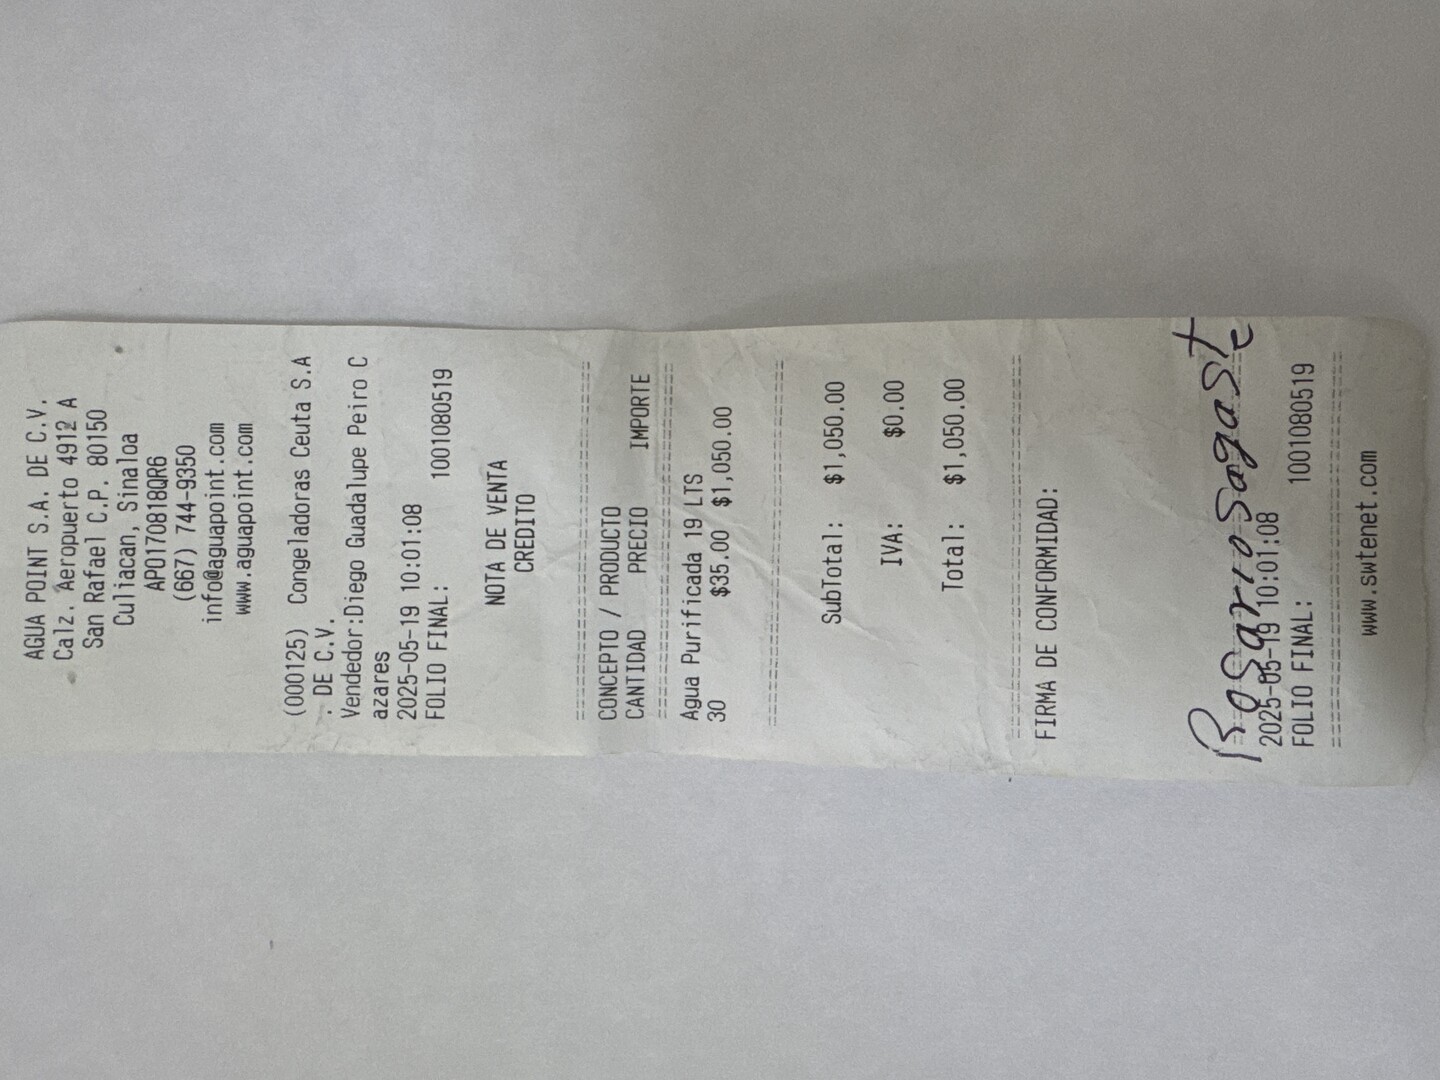 AGUA POINT S.A. DE C.V.
Calz. Aeropuerto 4912 A
San Rafael C.P. 80150
Culiacan, Sinaloa
APO170818QR6
(667) 744-9350
info@aguapoint.com
www.aguapoint.com
(000125) Congeladoras Ceuta S.A
. DE C.V.
Vendedor:Diego Guadalupe Peiro C
azares
2025-05-19 10:01:08
FOLIO FINAL: 1001080519
NOTA DE VENTA
CREDITO
================================
CONCEPTO / PRODUCTO
CANTIDAD PRECIO IMPORTE
================================
Agua Purificada 19 LTS
30 $35.00 $1,050.00
================================
SubTotal: $1,050.00
IVA: $0.00
Total: $1,050.00
================================
FIRMA DE CONFORMIDAD:
Rosario Sagaste
================================
2025-05-19 10:01:08
FOLIO FINAL: 1001080519
================================
www.swtenet.com